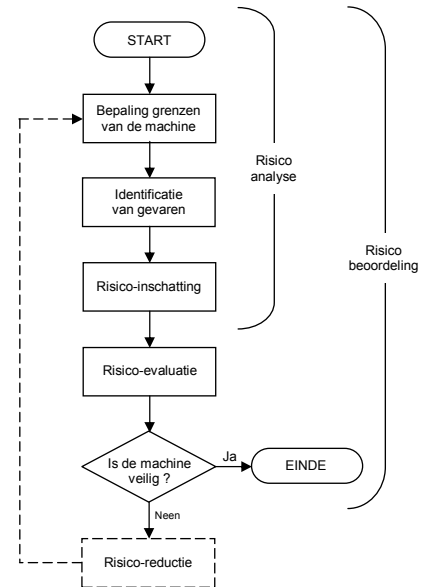 START
Bepaling grenzen
van de machine
Identificatie
van gevaren
Risico
analyse
Risico-inschatting
Risico
beoordeling
Risico-evaluatie
Is de machine
veilig ?
Ja
EINDE
Neen
Risico-reductie